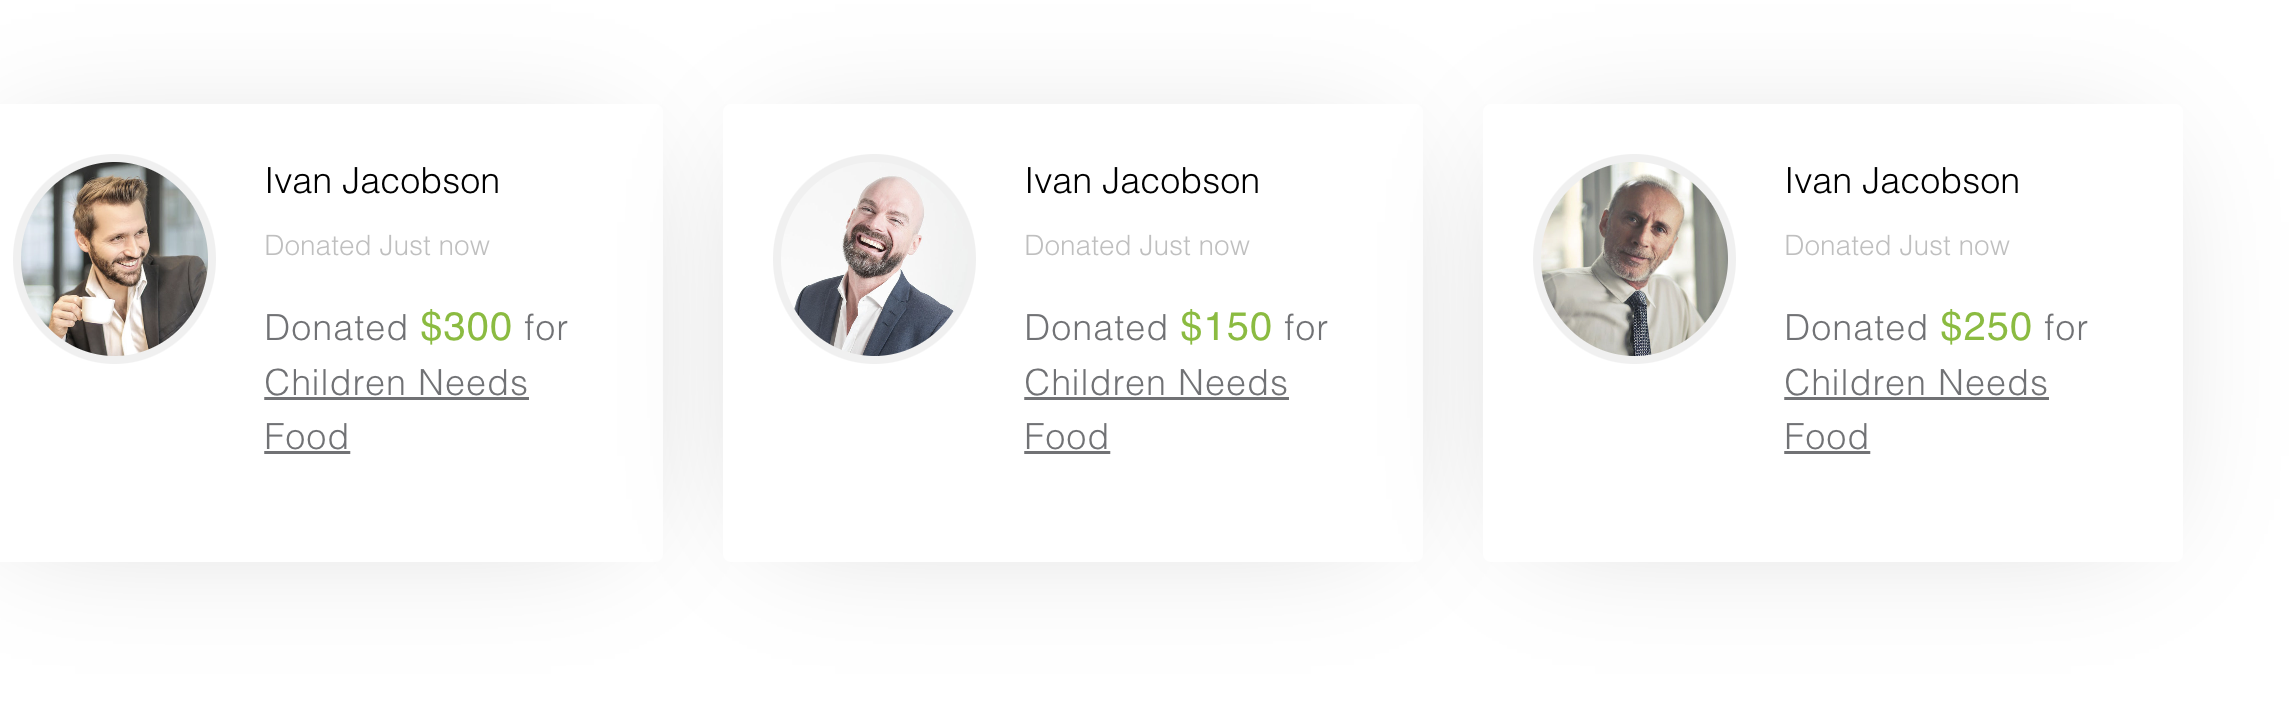 Ivan Jacobson
Donated Just now
Donated $300 for
Children Needs
Food
Ivan Jacobson
Donated Just now
Donated $150 for
Children Needs
Food
Ivan Jacobson
Donated Just now
Donated $250 for
Children Needs
Food